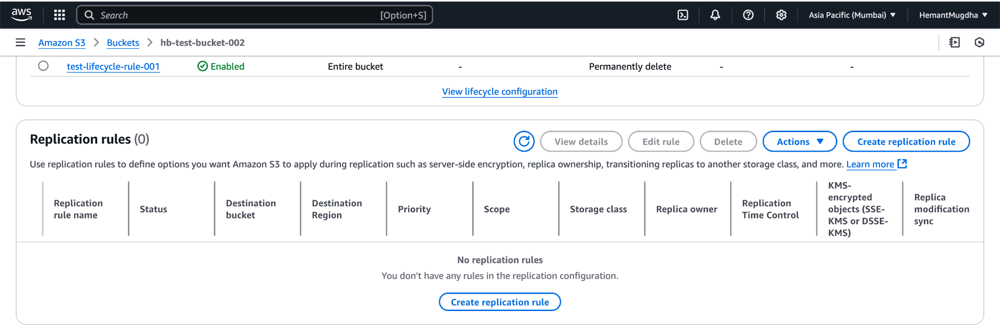 aws Search [Option+S] Asia Pacific (Mumbai) HemantMugdha
Amazon S3 Buckets hb-test-bucket-002
test-lifecycle-rule-001 Enabled Entire bucket - Permanently delete - -
View lifecycle configuration
Replication rules (0) View details Edit rule Delete Actions Create replication rule
Use replication rules to define options you want Amazon S3 to apply during replication such as server-side encryption, replica ownership, transitioning replicas to another storage class, and more. Learn more
Replication
rule name
Status
Destination
bucket
Destination
Region
Priority
Scope
Storage class
Replica owner
Replication
Time Control
KMS-
encrypted
objects (SSE-
KMS or DSSE-
KMS)
Replica
modification
sync
No replication rules
You don't have any rules in the replication configuration.
Create replication rule